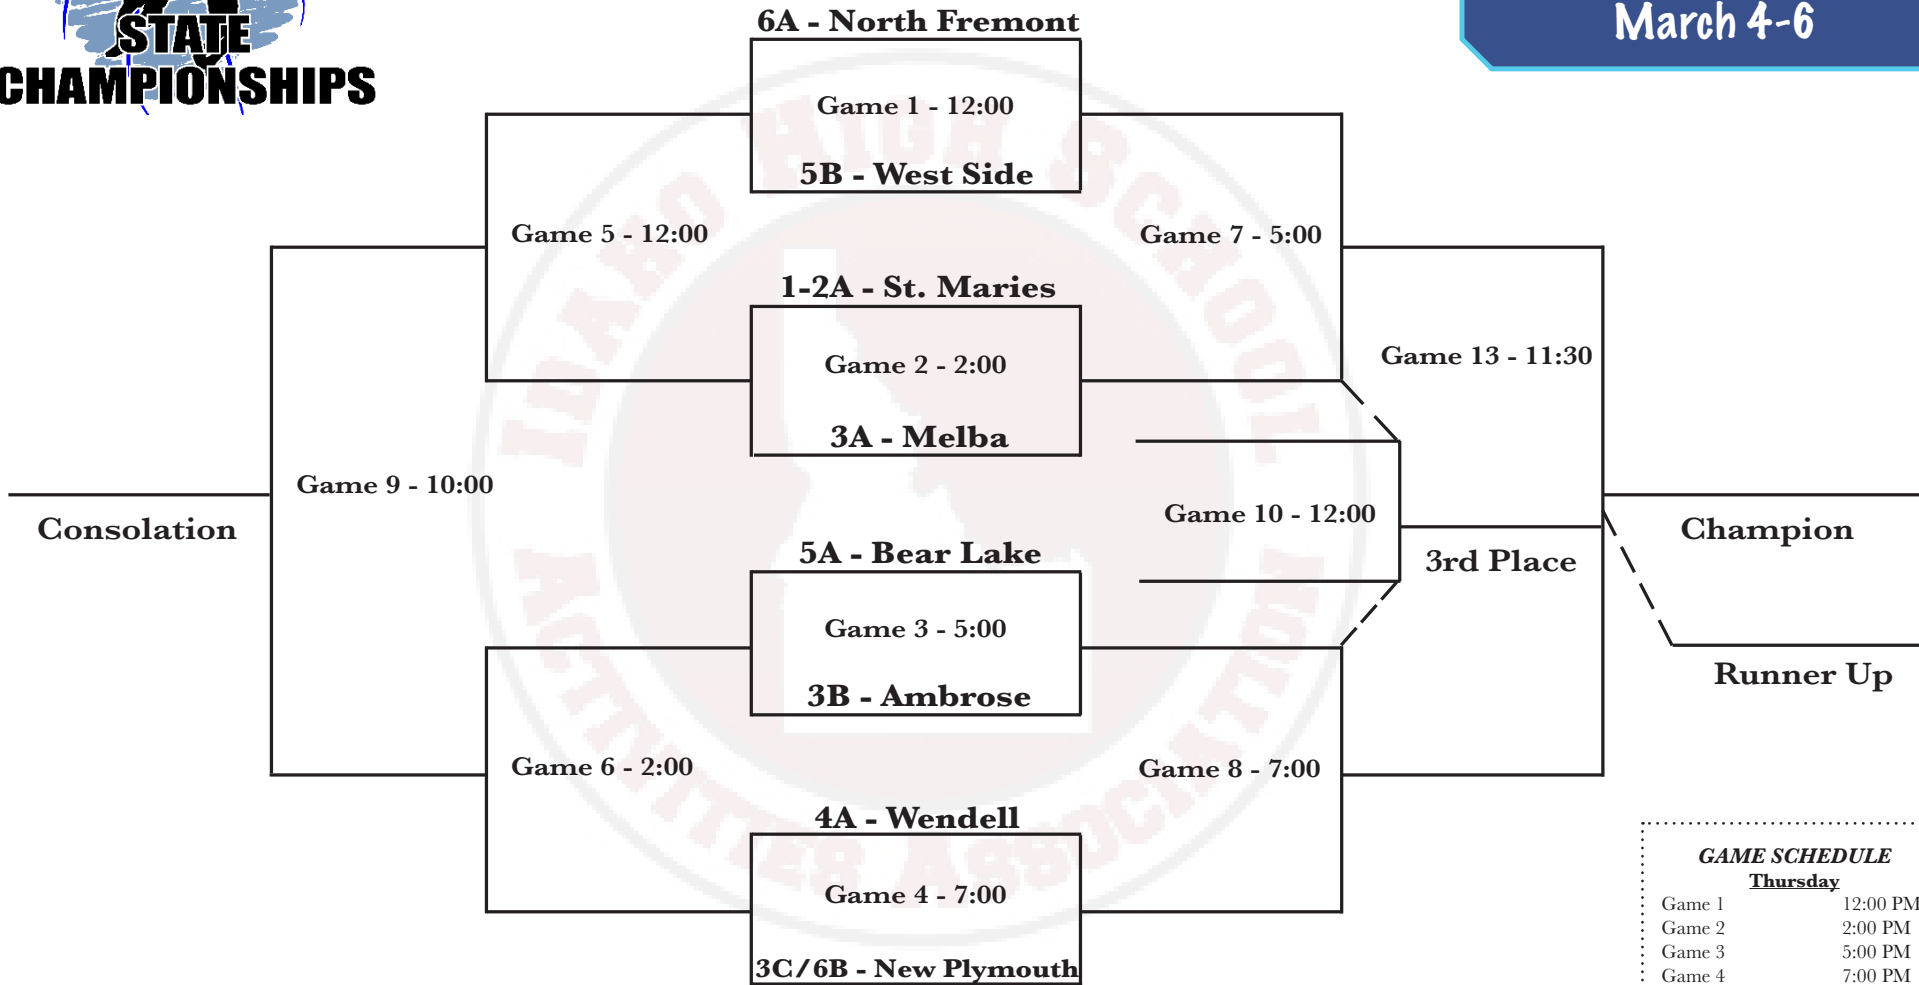 STATE
CHAMPIONSHIPS
March 4-6
6A - North Fremont
Game 1 - 12:00
5B - West Side
Game 5 - 12:00
Game 7 - 5:00
1-2A - St. Maries
Game 2 - 2:00
3A - Melba
Game 13 - 11:30
Game 9 - 10:00
Consolation
Game 10 - 12:00
3rd Place
Champion
5A - Bear Lake
Game 3 - 5:00
3B - Ambrose
Runner Up
Game 6 - 2:00
Game 8 - 7:00
4A - Wendell
Game 4 - 7:00
3C/6B - New Plymouth
GAME SCHEDULE
Thursday
Game 1 12:00 PM
Game 2 2:00 PM
Game 3 5:00 PM
Game 4 7:00 PM
IDAHO HIGH SCHOOL
ACTIVITIES ASSOCIATION